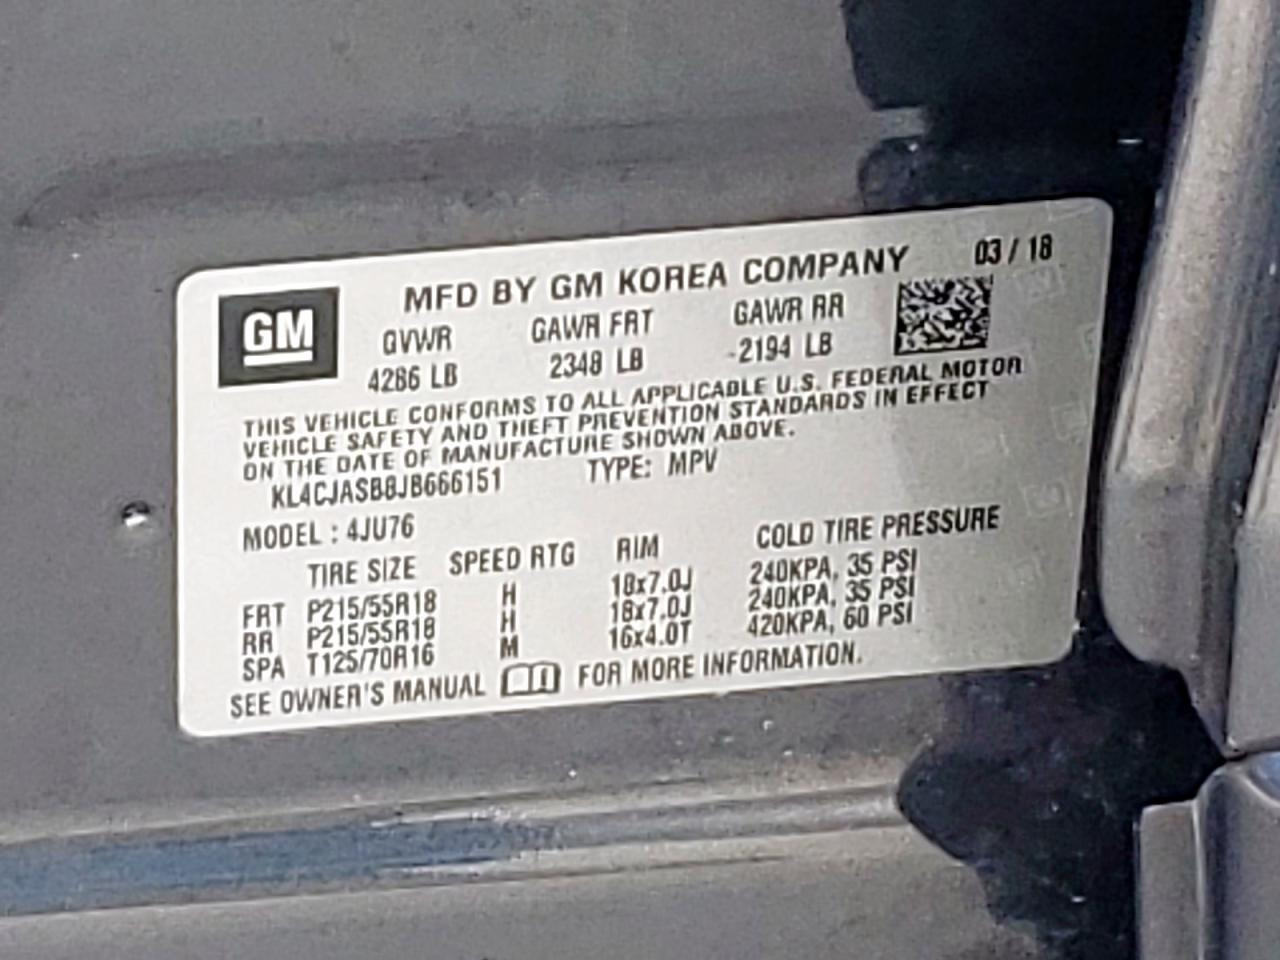 MFD BY GM KOREA COMPANY 03/18
GM
GVWR GAWR FRT GAWR RR
4286 LB 2348 LB 2194 LB
THIS VEHICLE CONFORMS TO ALL APPLICABLE U.S. FEDERAL MOTOR
VEHICLE SAFETY AND THEFT PREVENTION STANDARDS IN EFFECT
ON THE DATE OF MANUFACTURE SHOWN ABOVE.
KL4CJASB8JB666151 TYPE: MPV
MODEL : 4JU76
TIRE SIZE SPEED RTG RIM COLD TIRE PRESSURE
FRT P215/55R18 H 18x7.0J 240KPA, 35 PSI
RR P215/55R18 H 18x7.0J 240KPA, 35 PSI
SPA T125/70R16 M 16x4.0T 420KPA, 60 PSI
SEE OWNER'S MANUAL FOR MORE INFORMATION.